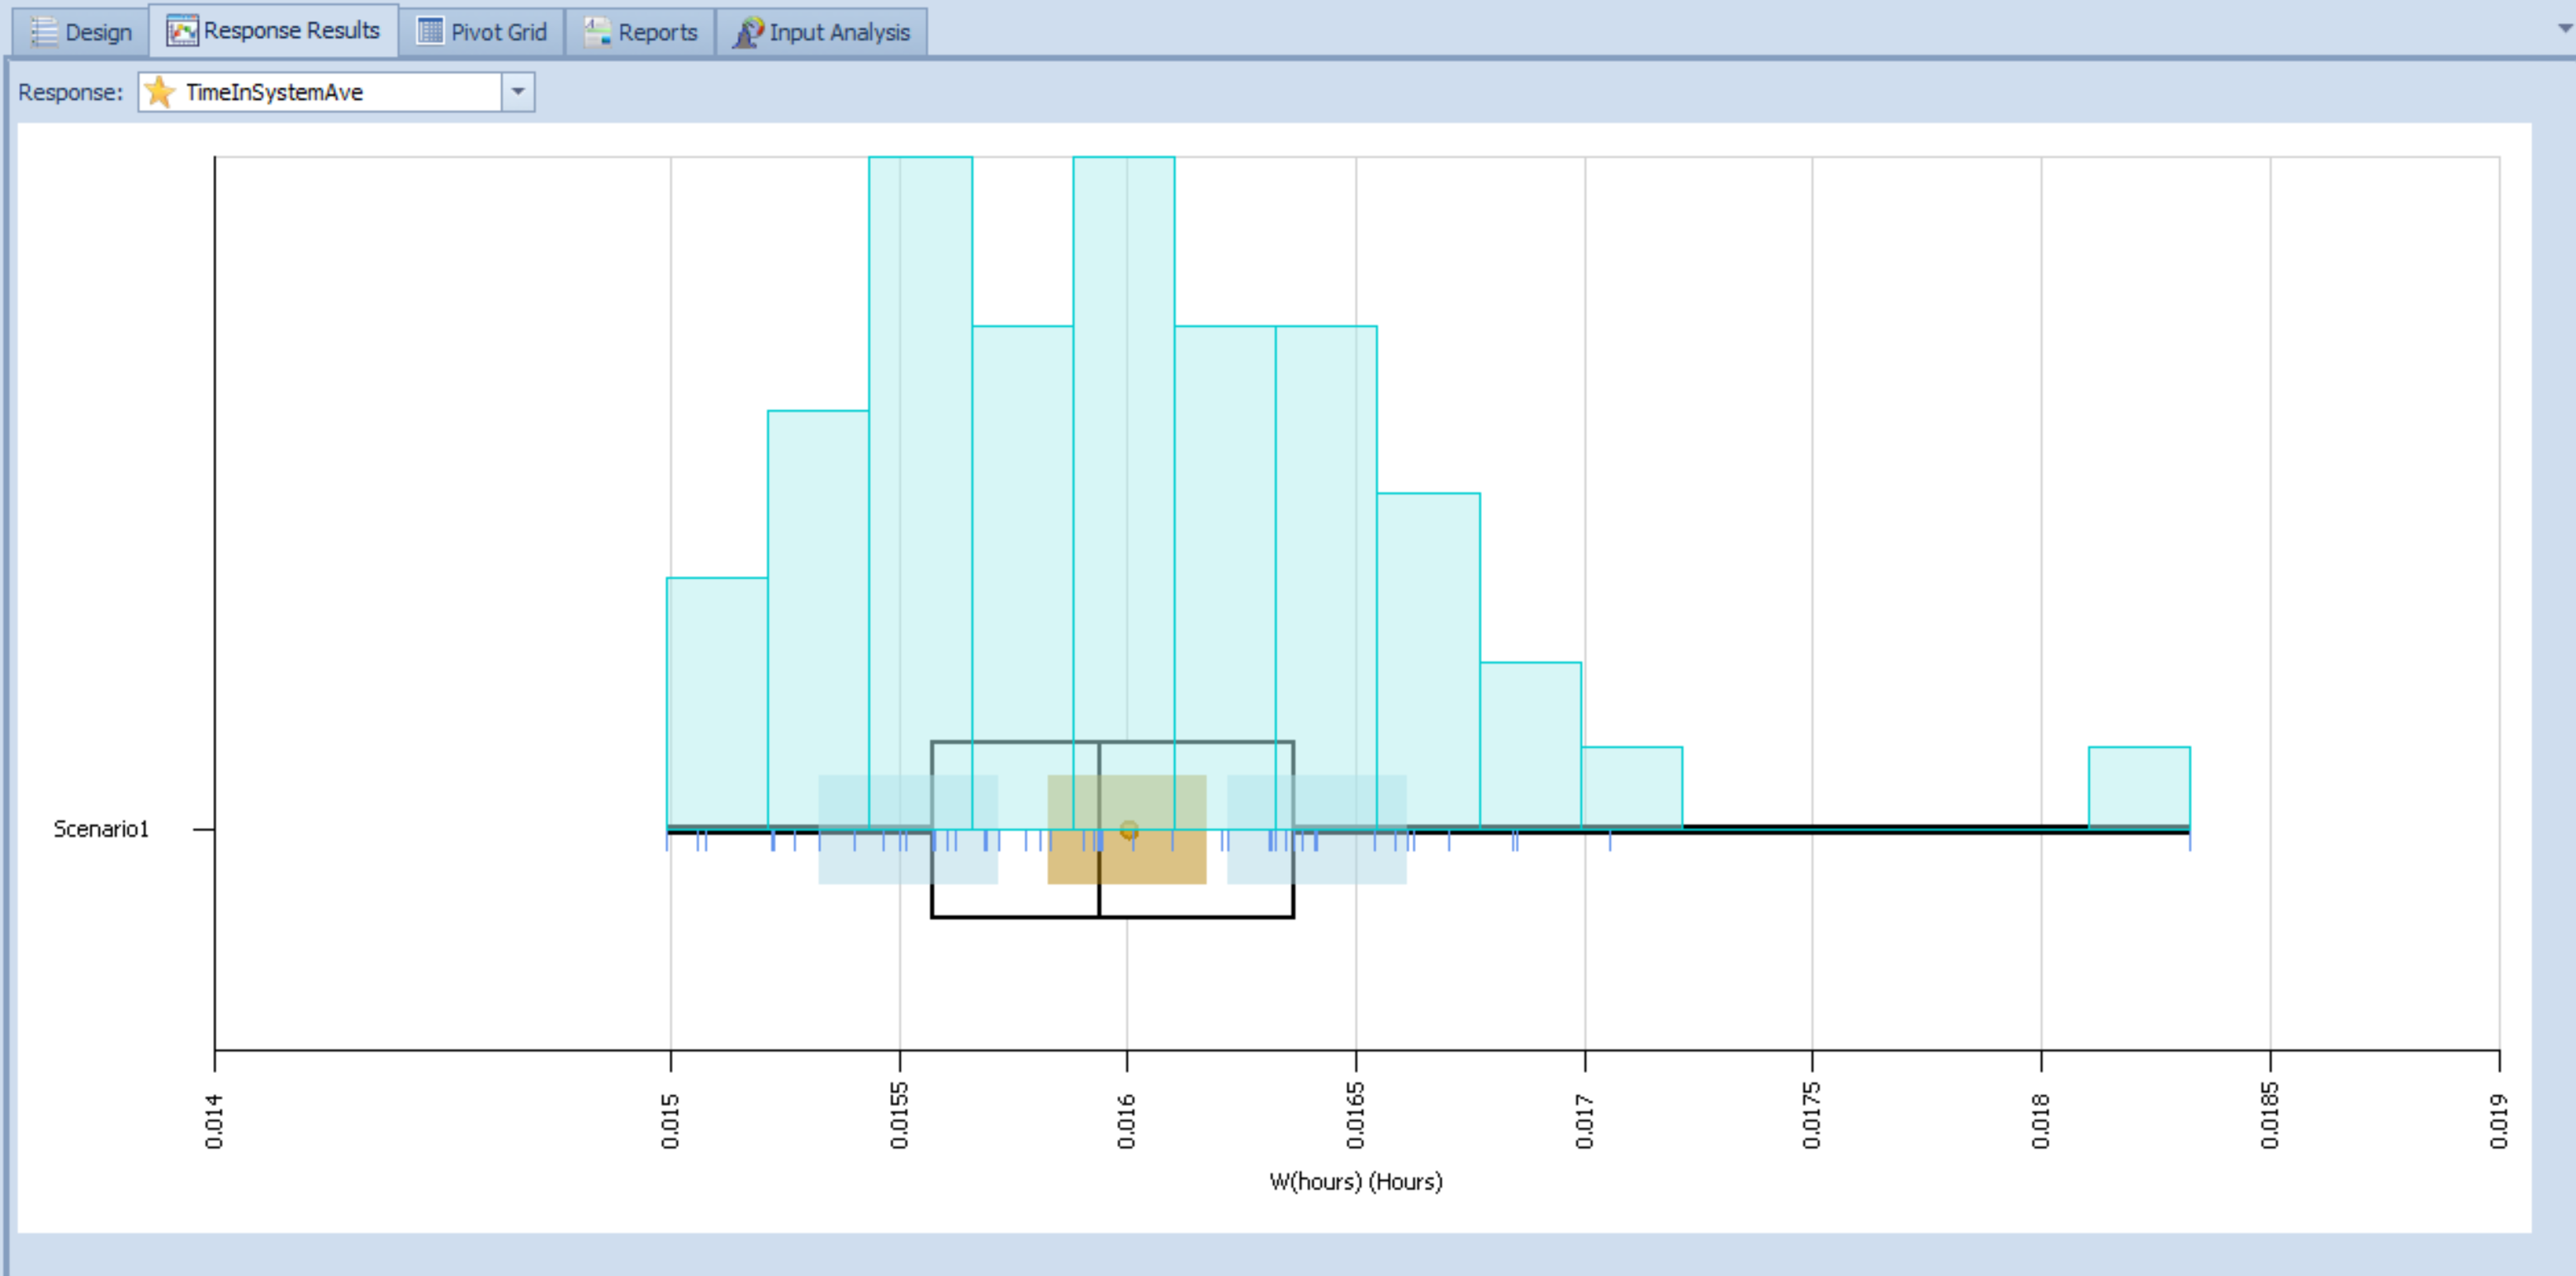 Design Response Results Pivot Grid Reports Input Analysis
Response: TimeInSystemAve
Scenario1
0.014 0.015 0.0155 0.016 0.0165 0.017 0.0175 0.018 0.0185 0.019
W(hours) (Hours)